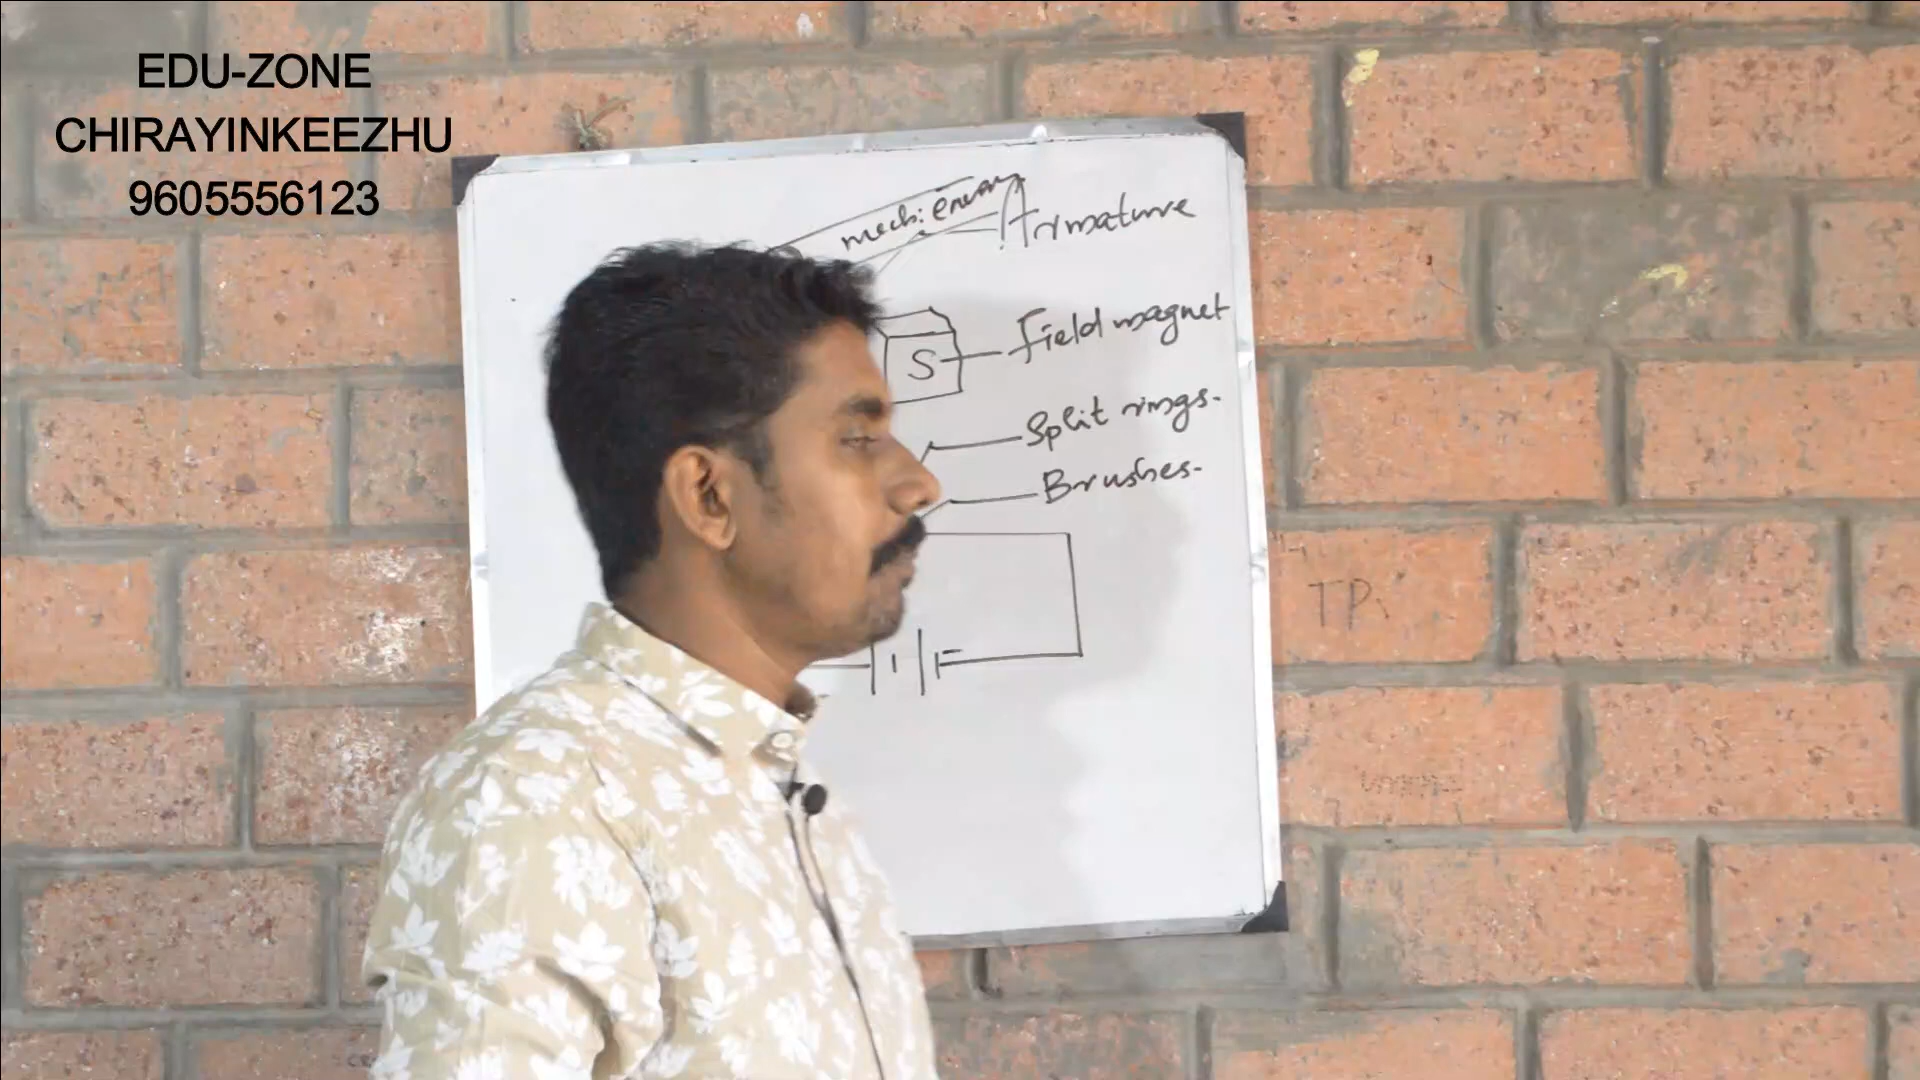 EDU-ZONE
CHIRAYINKEEZHU
9605556123
mech: energy
Armature
S
Field magnet
Split rings.
Brushes.
TP